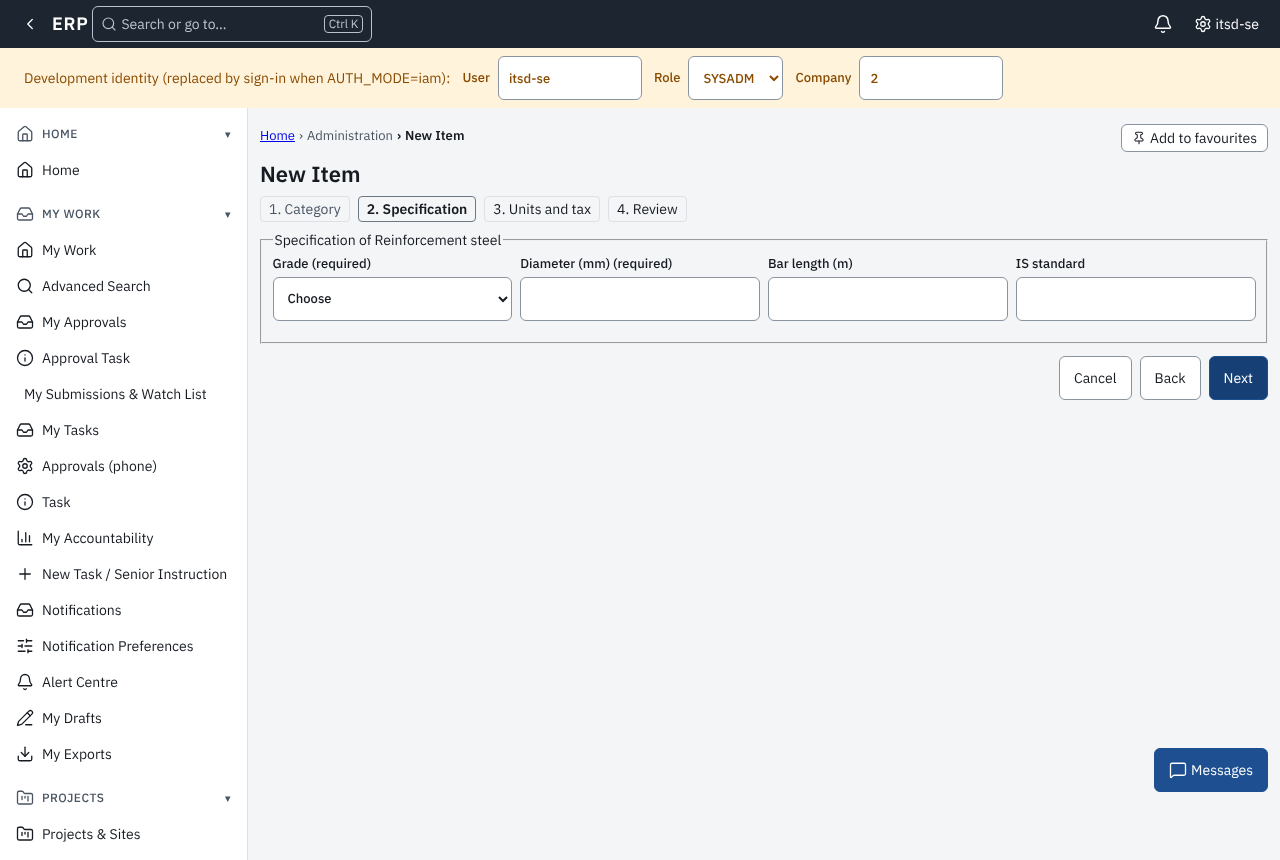 ERP
Search or go to...
Ctrl K
itsd-se
Development identity (replaced by sign-in when AUTH_MODE=iam):
User
itsd-se
Role
SYSADM
Company
2
HOME
Home
MY WORK
My Work
Advanced Search
My Approvals
Approval Task
My Submissions & Watch List
My Tasks
Approvals (phone)
Task
My Accountability
New Task / Senior Instruction
Notifications
Notification Preferences
Alert Centre
My Drafts
My Exports
PROJECTS
Projects & Sites
Home › Administration › New Item
Add to favourites
New Item
1. Category
2. Specification
3. Units and tax
4. Review
Specification of Reinforcement steel
Grade (required)
Diameter (mm) (required)
Bar length (m)
IS standard
Choose
Cancel
Back
Next
Messages